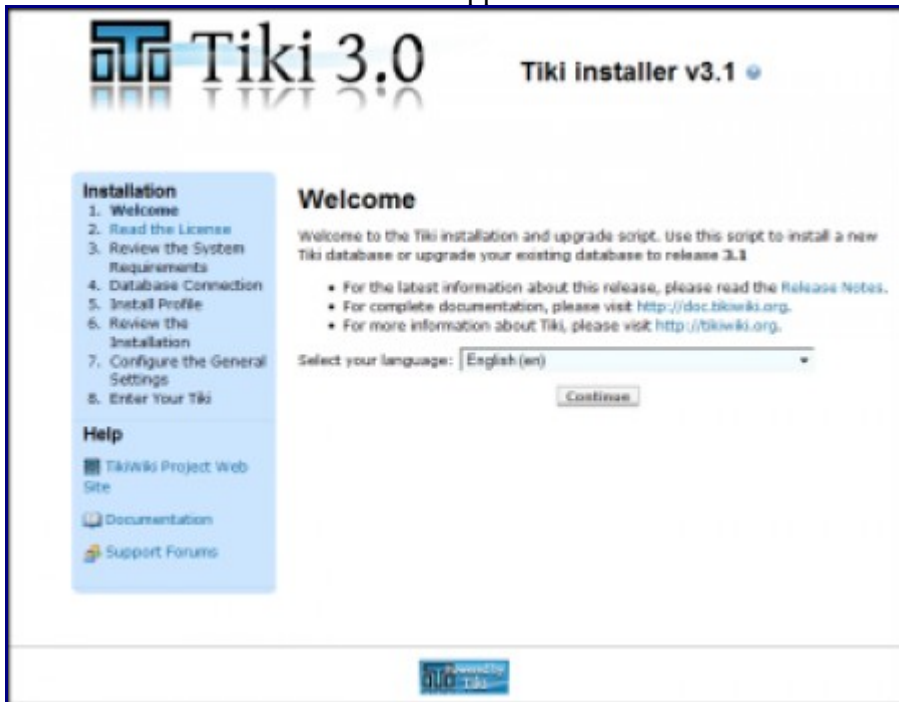 Tiki 3.0
Tiki installer v3.1
Installation
1. Welcome
2. Read the License
3. Review the System
Requirements
4. Database Connection
5. Install Profile
6. Review the
Installation
7. Configure the General
Settings
8. Enter Your Tiki
Help
TikiWiki Project Web
Site
Documentation
Support Forums
Welcome
Welcome to the Tiki installation and upgrade script. Use this script to install a new
Tiki database or upgrade your existing database to release 3.1
• For the latest information about this release, please read the Release Notes.
• For complete documentation, please visit http://doc.tikiwiki.org.
• For more information about Tiki, please visit http://tikiwiki.org.
Select your language: English (en)
Continue
Powered by
Tiki